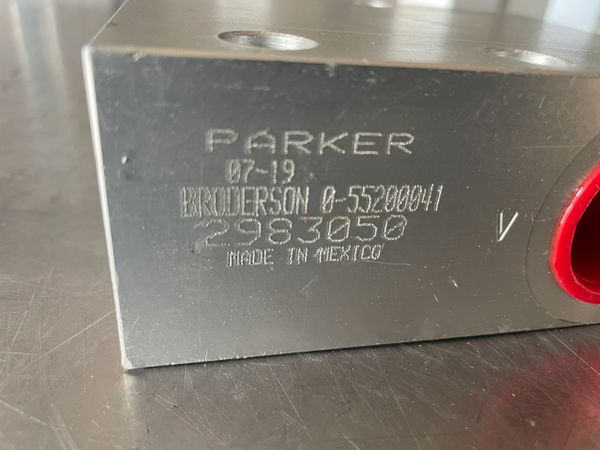 PARKER
07-19
BRODERSON 0-55200041
2983050
MADE IN MEXICO
V